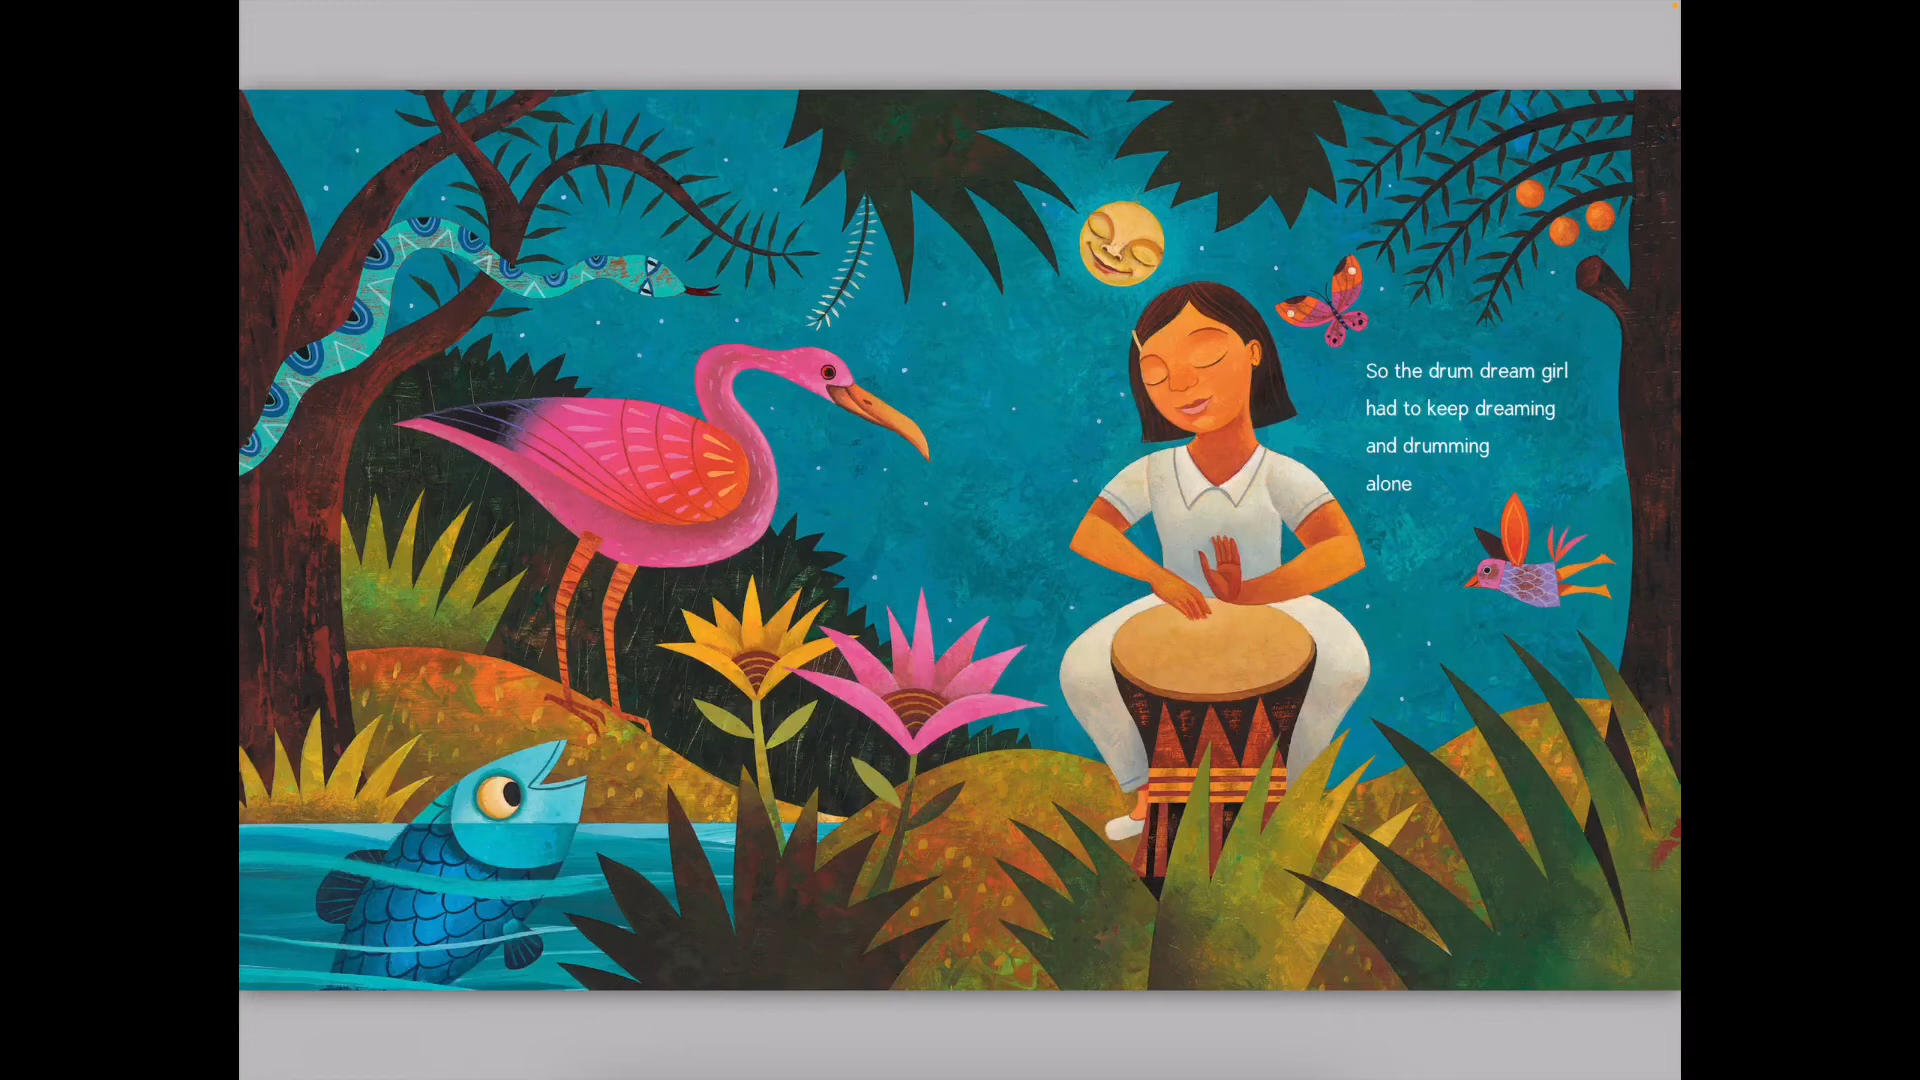 So the drum dream girl
had to keep dreaming
and drumming
alone